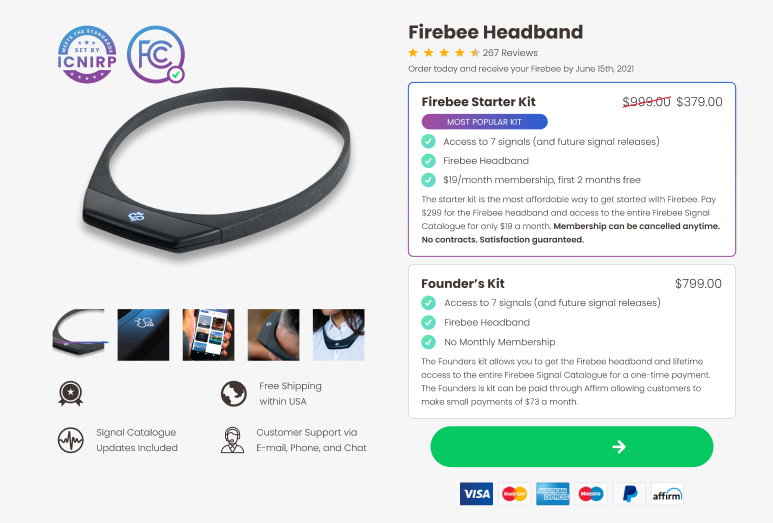 MEETS THE STANDARDS
SET BY
ICNIRP
FC
Free Shipping
within USA
Signal Catalogue
Updates Included
Customer Support via
E-mail, Phone, and Chat
Firebee Headband
267 Reviews
Order today and receive your Firebee by June 15th, 2021
Firebee Starter Kit
$999.00 $379.00
MOST POPULAR KIT
Access to 7 signals (and future signal releases)
Firebee Headband
$19/month membership, first 2 months free
The starter kit is the most affordable way to get started with Firebee. Pay
$299 for the Firebee headband and access to the entire Firebee Signal
Catalogue for only $19 a month. Membership can be cancelled anytime.
No contracts. Satisfaction guaranteed.
Founder's Kit
$799.00
Access to 7 signals (and future signal releases)
Firebee Headband
No Monthly Membership
The Founders kit allows you to get the Firebee headband and lifetime
access to the entire Firebee Signal Catalogue for a one-time payment.
The Founders is kit can be paid through Affirm allowing customers to
make small payments of $73 a month.
VISA
MasterCard
AMERICAN EXPRESS
Maestro
P
affirm